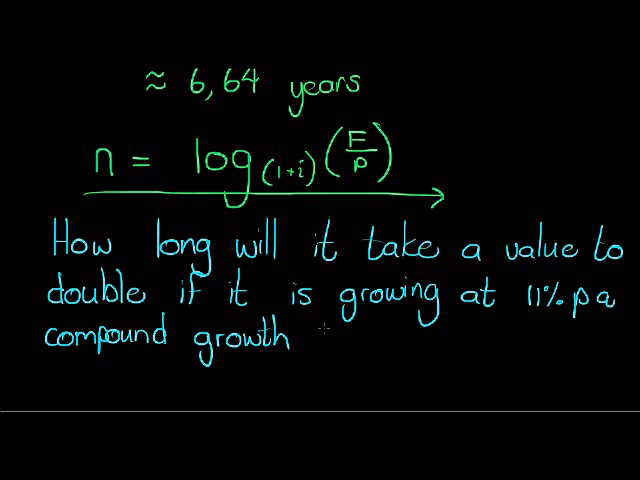 ≈ 6,64 years
n = log(1+i) (F/P)
How long will it take a value to
double if it is growing at 11% pa
compound growth